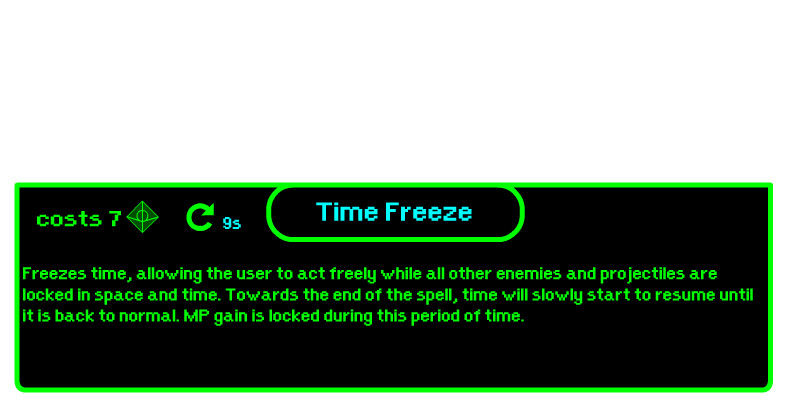 costs 7
9s
Time Freeze
Freezes time, allowing the user to act freely while all other enemies and projectiles are
locked in space and time. Towards the end of the spell, time will slowly start to resume until
it is back to normal. MP gain is locked during this period of time.